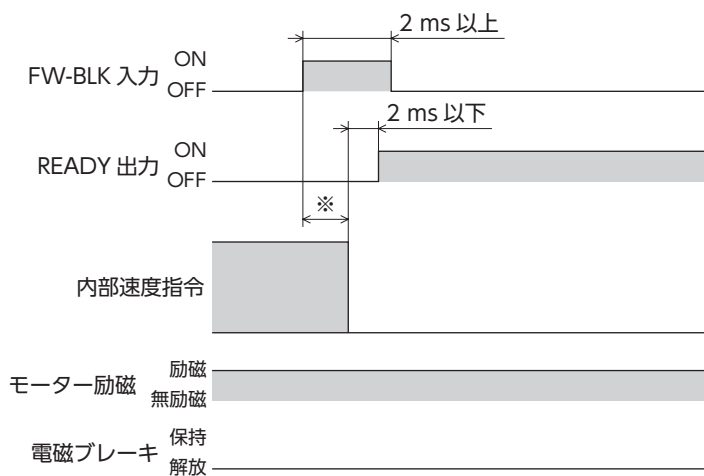 2 ms 以上
FW-BLK 入力
ON
OFF
2 ms 以下
READY 出力
ON
OFF
※
内部速度指令
モーター励磁
励磁
無励磁
電磁ブレーキ
保持
解放